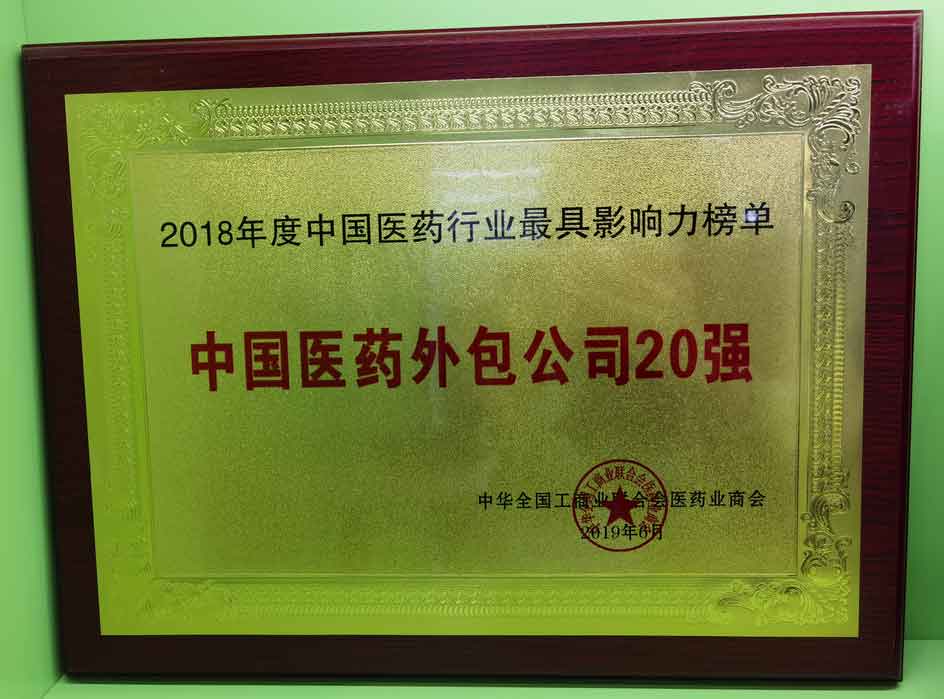 2018年度中国医药行业最具影响力榜单
中国医药外包公司20强
中华全国工商业联合会医药业商会
2019年6月